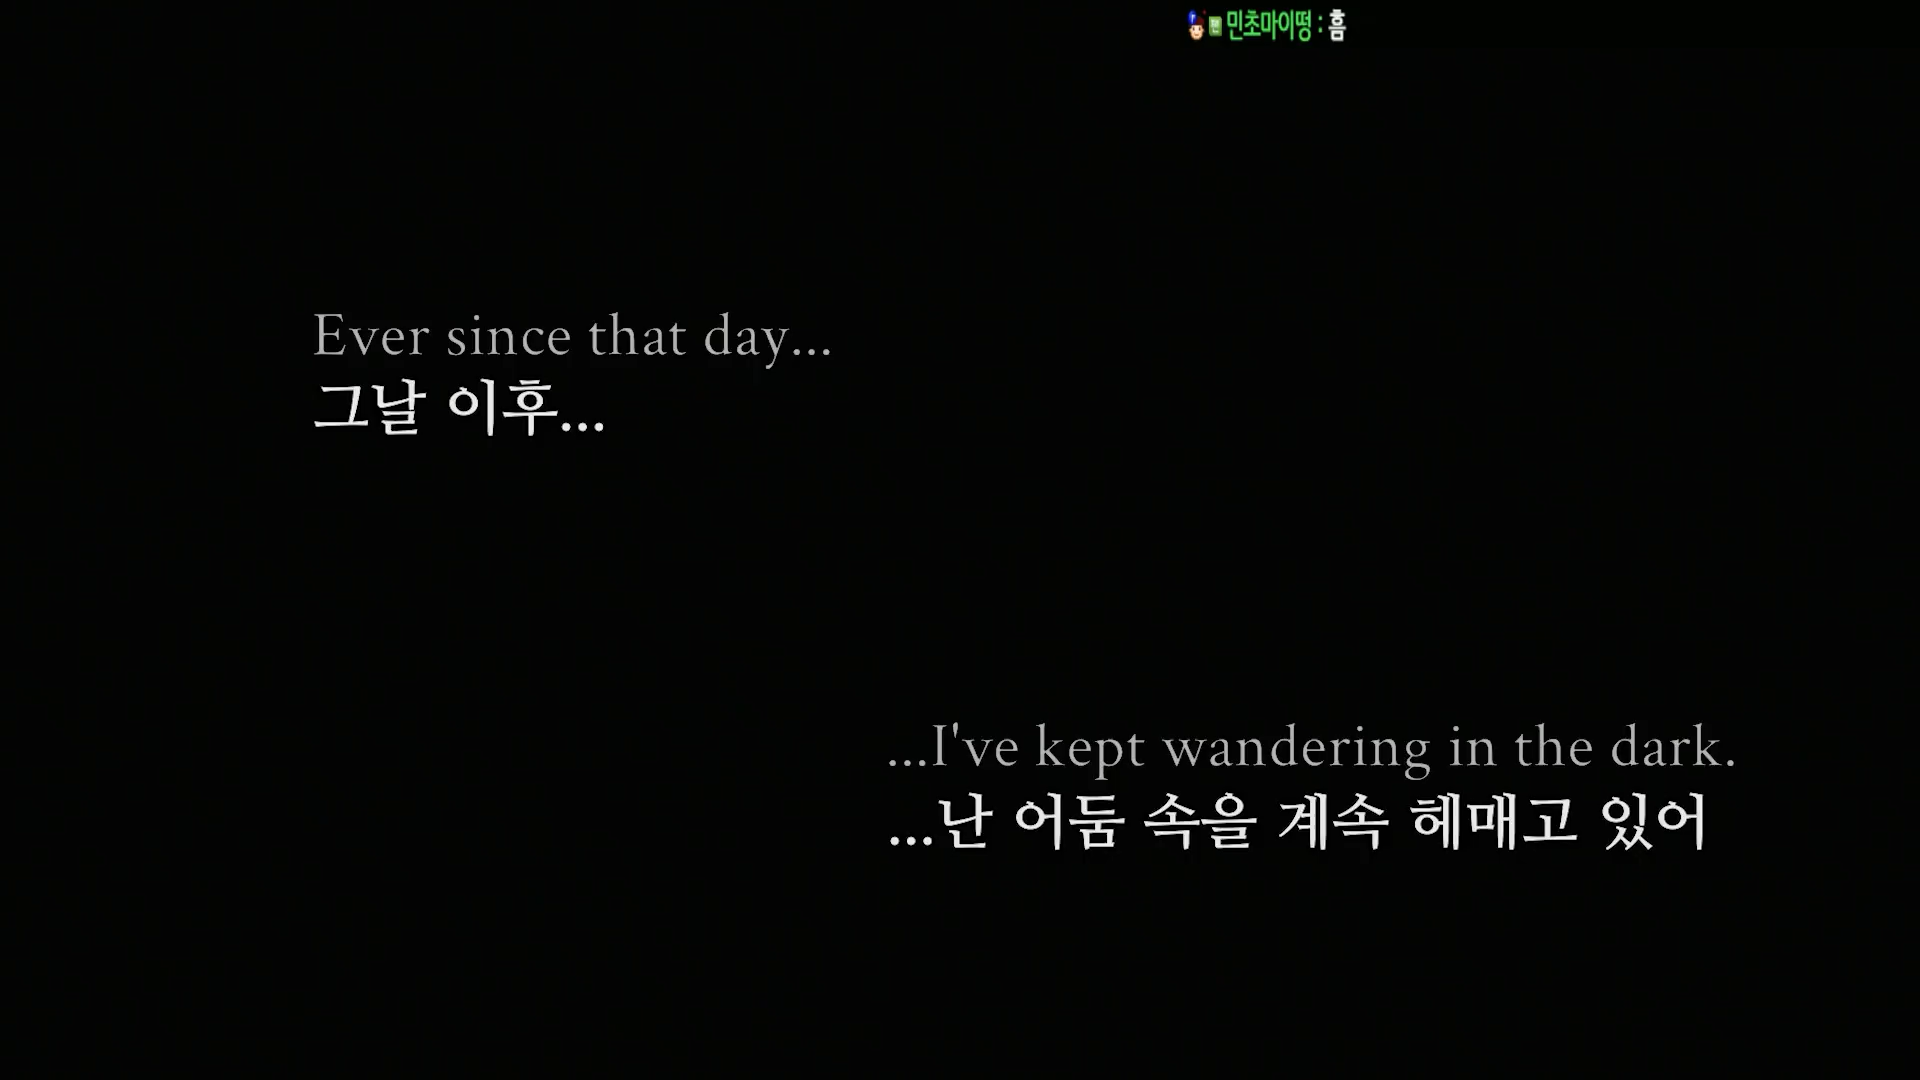 민초마이떵 : 흠
Ever since that day...
그날 이후...
...I've kept wandering in the dark.
...난 어둠 속을 계속 헤매고 있어